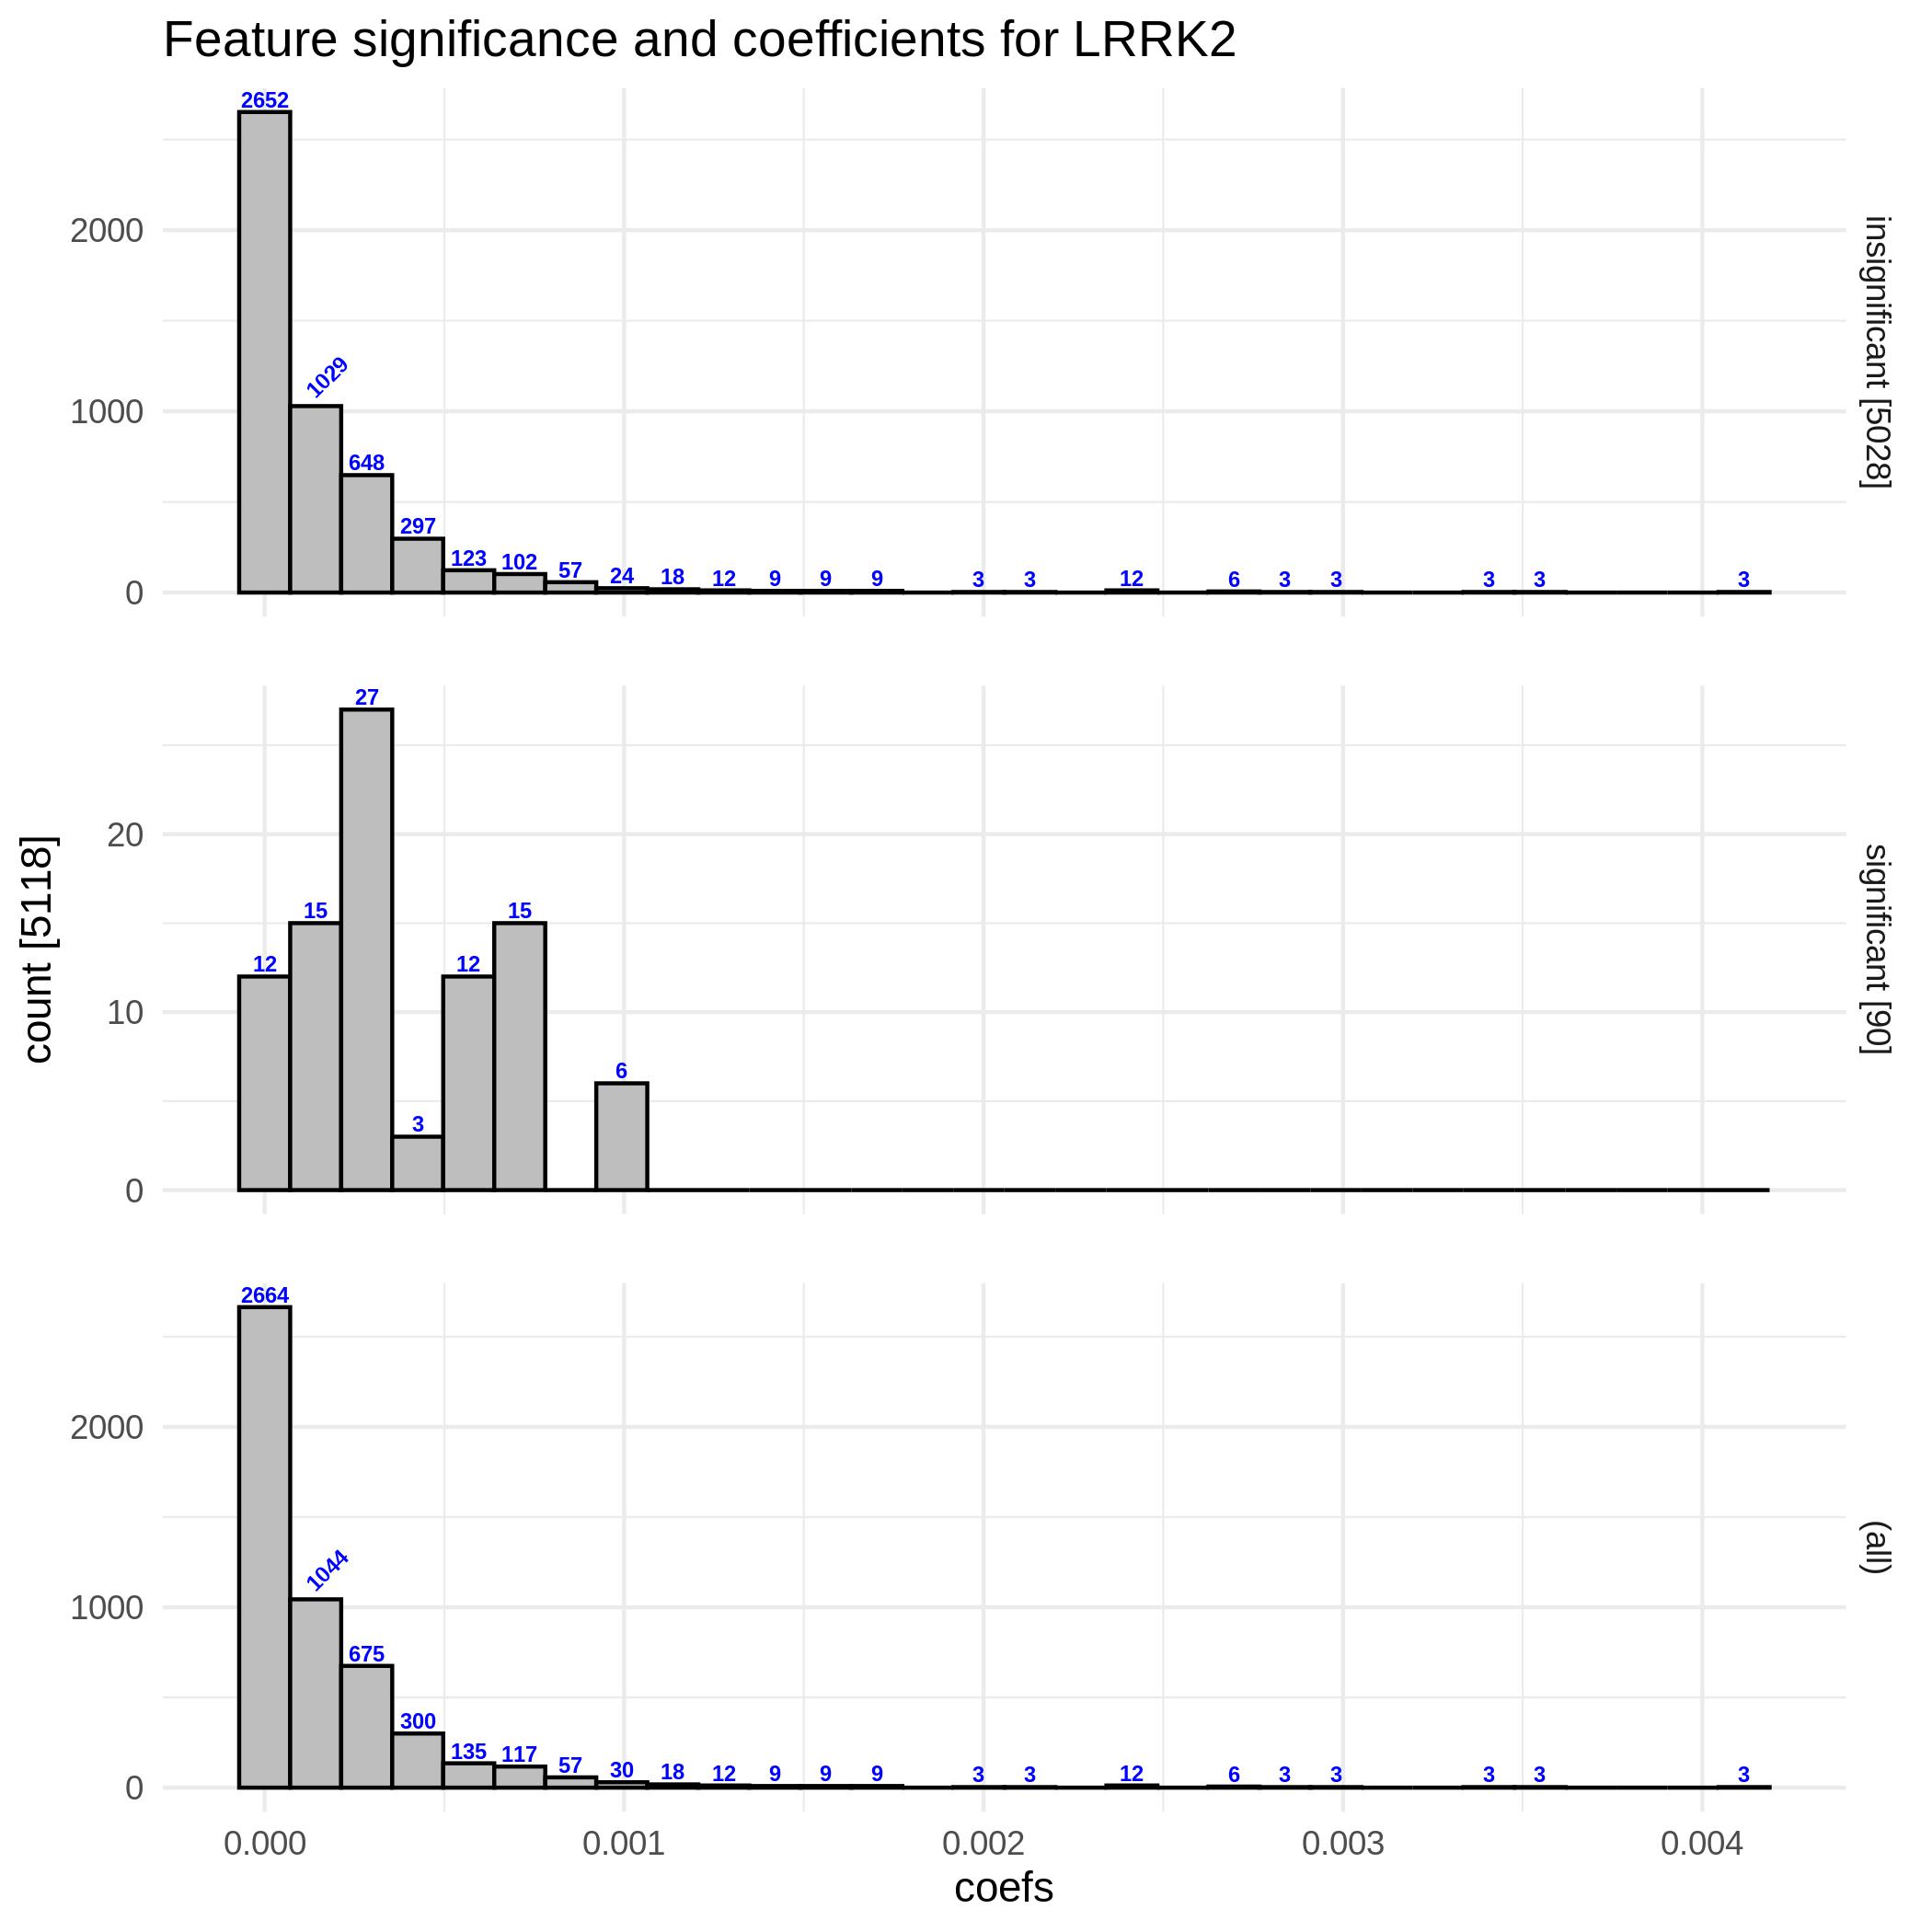 Feature significance and coefficients for LRRK2
2652
1029
648
297
123 102 57 24 18 12 9 9 9 3 3 12 6 3 3 3 3 3
2000
1000
0
insignificant [5028]
27
15
15
12
12
6
3
20
10
0
significant [90]
count [5118]
2664
1044
675
300
135 117 57 30 18 12 9 9 9 3 3 12 6 3 3 3 3 3
2000
1000
0
(all)
0.000 0.001 0.002 0.003 0.004
coefs